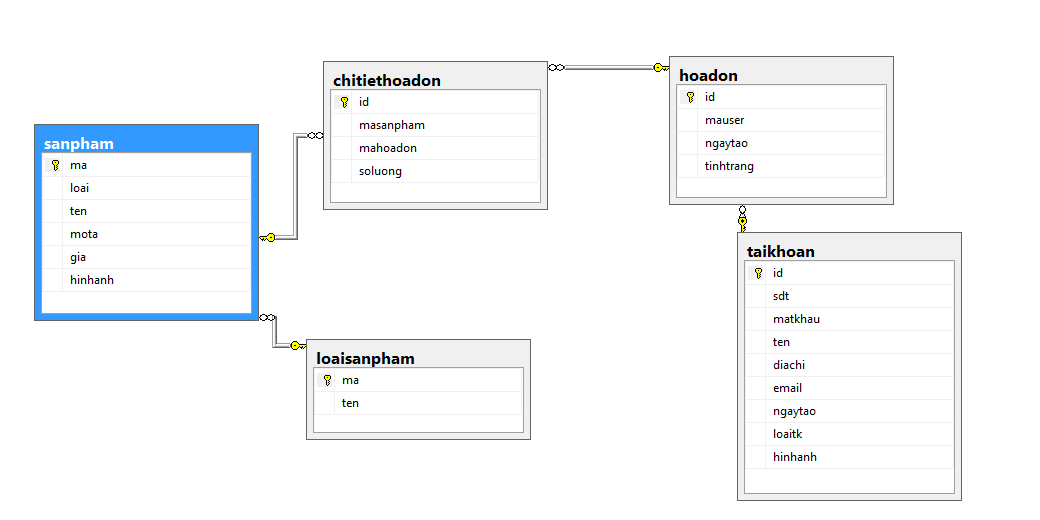 sanpham
ma
loai
ten
mota
gia
hinhanh
chitiethoadon
id
masanpham
mahoadon
soluong
hoadon
id
mauser
ngaytao
tinhtrang
loaisanpham
ma
ten
taikhoan
id
sdt
matkhau
ten
diachi
email
ngaytao
loaitk
hinhanh